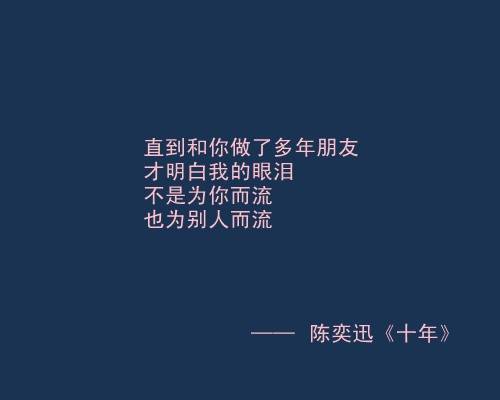 直到和你做了多年朋友
才明白我的眼泪
不是为你而流
也为别人而流
—— 陈奕迅《十年》